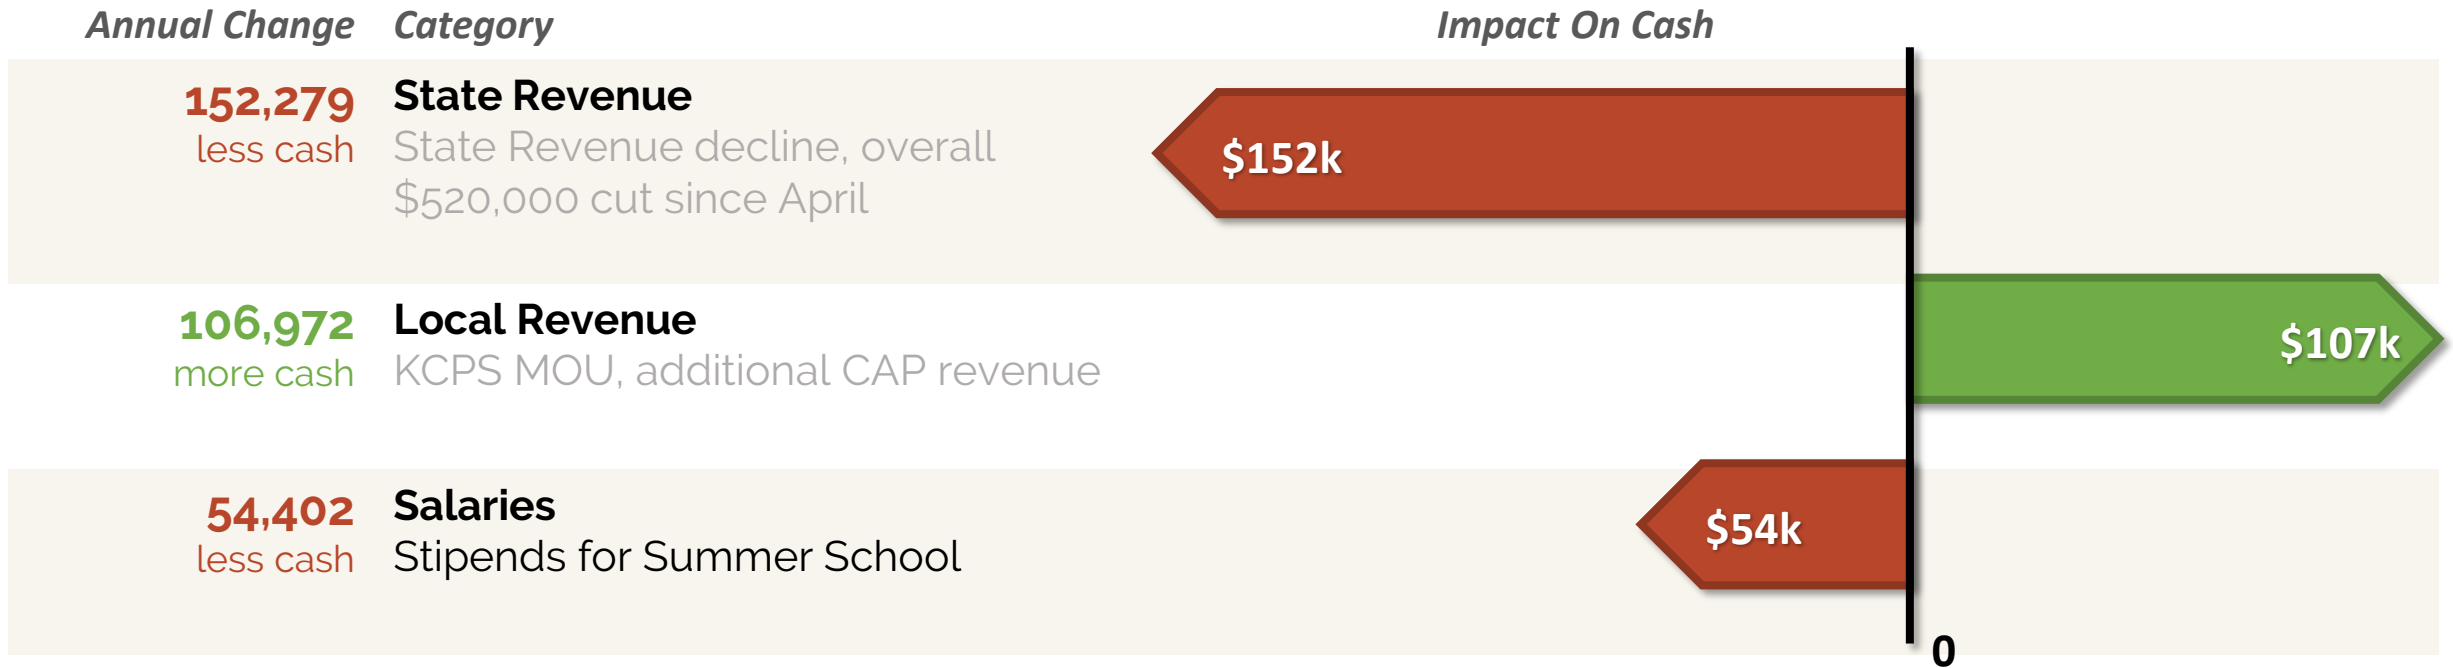 Annual Change Category Impact On Cash
152,279 State Revenue
less cash State Revenue decline, overall
$520,000 cut since April
$152k
106,972 Local Revenue
more cash KCPS MOU, additional CAP revenue
$107k
54,402 Salaries
less cash Stipends for Summer School
$54k
0